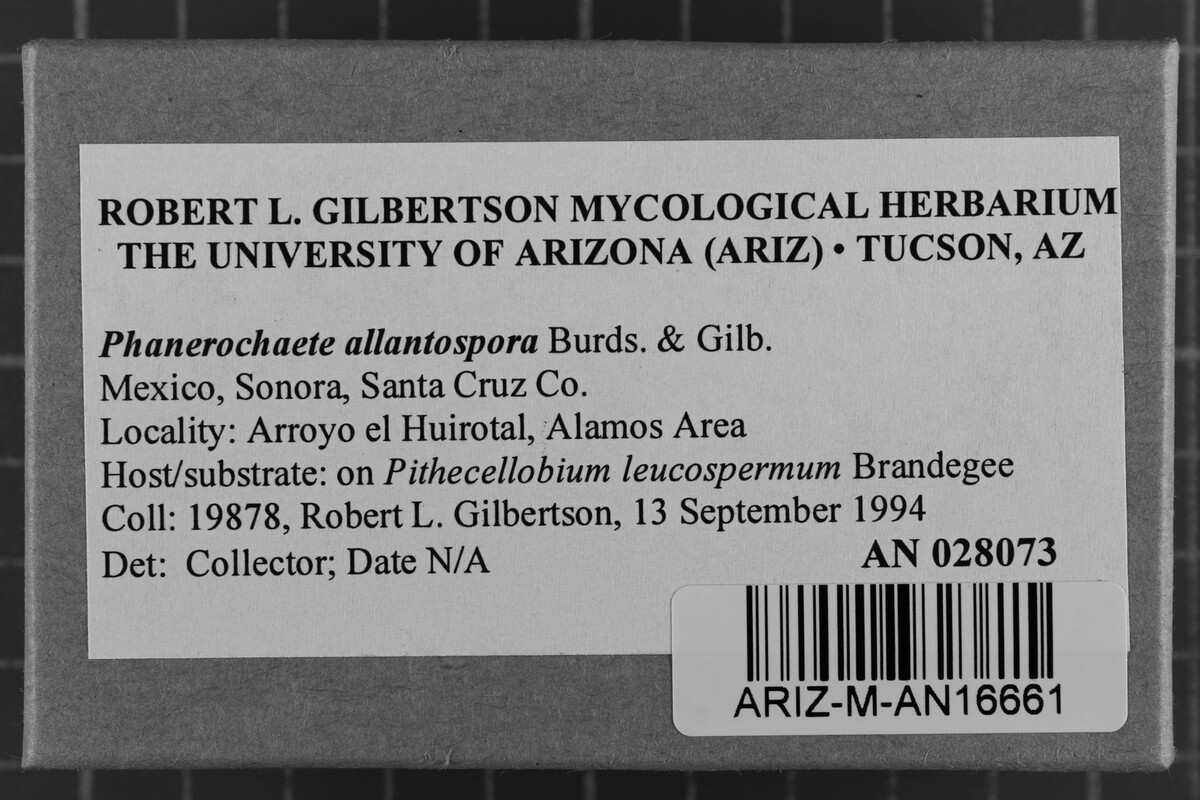 ROBERT L. GILBERTSON MYCOLOGICAL HERBARIUM
THE UNIVERSITY OF ARIZONA (ARIZ) • TUCSON, AZ
Phanerochaete allantospora Burds. & Gilb.
Mexico, Sonora, Santa Cruz Co.
Locality: Arroyo el Huirotal, Alamos Area
Host/substrate: on Pithecellobium leucospermum Brandegee
Coll: 19878, Robert L. Gilbertson, 13 September 1994
Det: Collector; Date N/A
AN 028073
ARIZ-M-AN16661